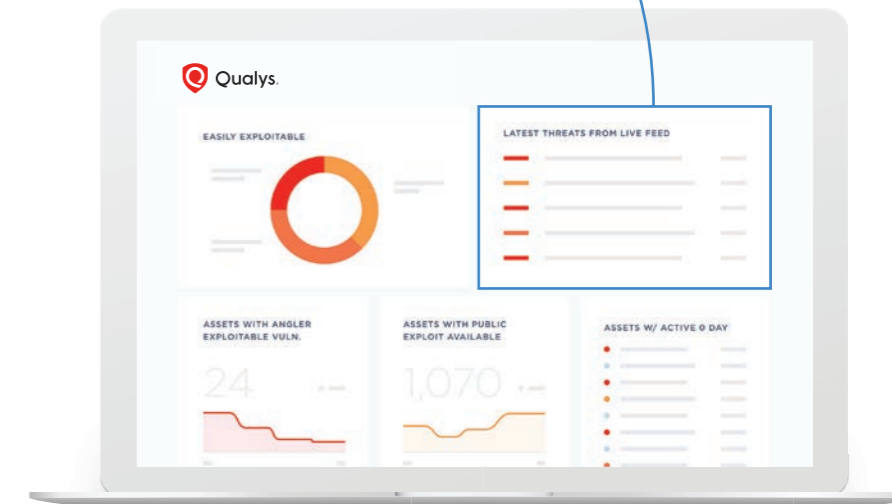 Qualys.
EASILY EXPLOITABLE
LATEST THREATS FROM LIVE FEED
ASSETS WITH ANGLER
EXPLOITABLE VULN.
24
ASSETS WITH PUBLIC
EXPLOIT AVAILABLE
1,070
ASSETS W/ ACTIVE 0 DAY